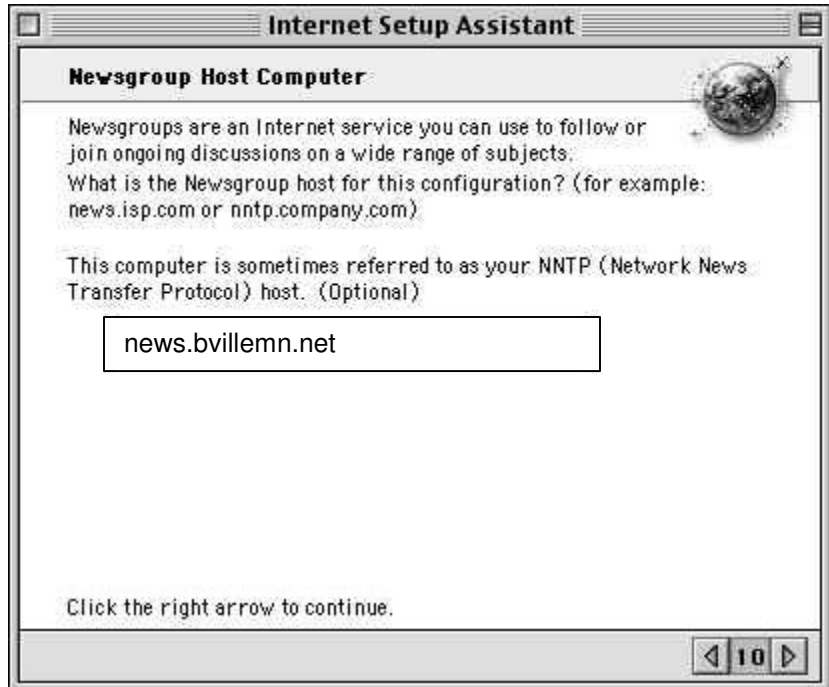 Internet Setup Assistant
Newsgroup Host Computer
Newsgroups are an Internet service you can use to follow or
join ongoing discussions on a wide range of subjects.
What is the Newsgroup host for this configuration? (for example:
news.isp.com or nntp.company.com)
This computer is sometimes referred to as your NNTP (Network News
Transfer Protocol) host. (Optional)
news.bvillemn.net
Click the right arrow to continue.
10